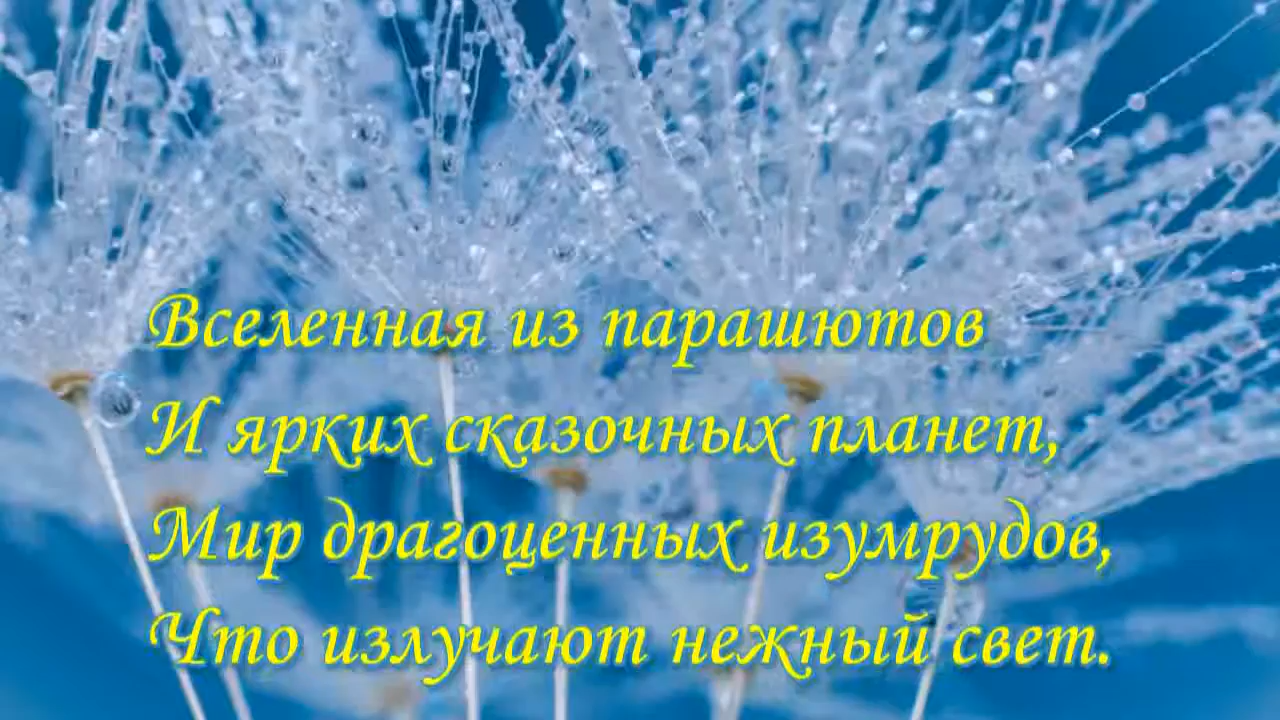 Вселенная из парашютов
И ярких сказочных планет,
Мир драгоценных изумрудов,
Что излучают нежный свет.